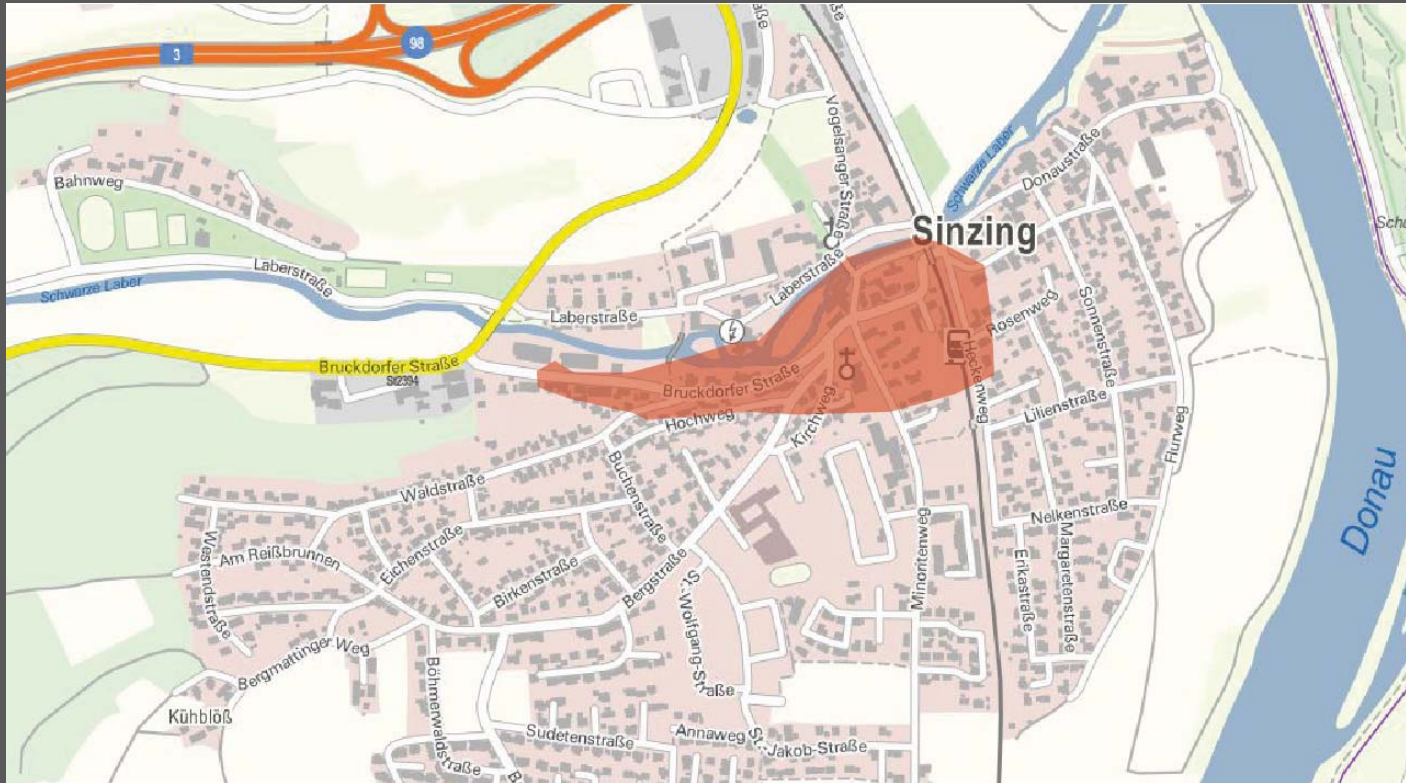 3
98
Vogelsanger Straße
Schwarze Laber
Donaustraße
Bahnweg
Sinzing
Laberstraße
Laberstraße
Schwarze Laber
Laberstraße
Rosenweg
Sonnenstraße
Bruckdorfer Straße
St2394
Heckenweg
Bruckdorfer Straße
Hochweg
Kirchweg
Lilienstraße
Flurweg
Donau
Waldstraße
Buchenstraße
Nelkenstraße
Margaretenstraße
Erikastraße
Westendstraße
Am Reißbrunnen
Eichenstraße
Birkenstraße
Bergstraße
St.-Wolfgang-Straße
Minoritenweg
Bergmattinger Weg
Böhmerwaldstraße
Kühblöß
Sudetenstraße
Annaweg
St.-Jakob-Straße